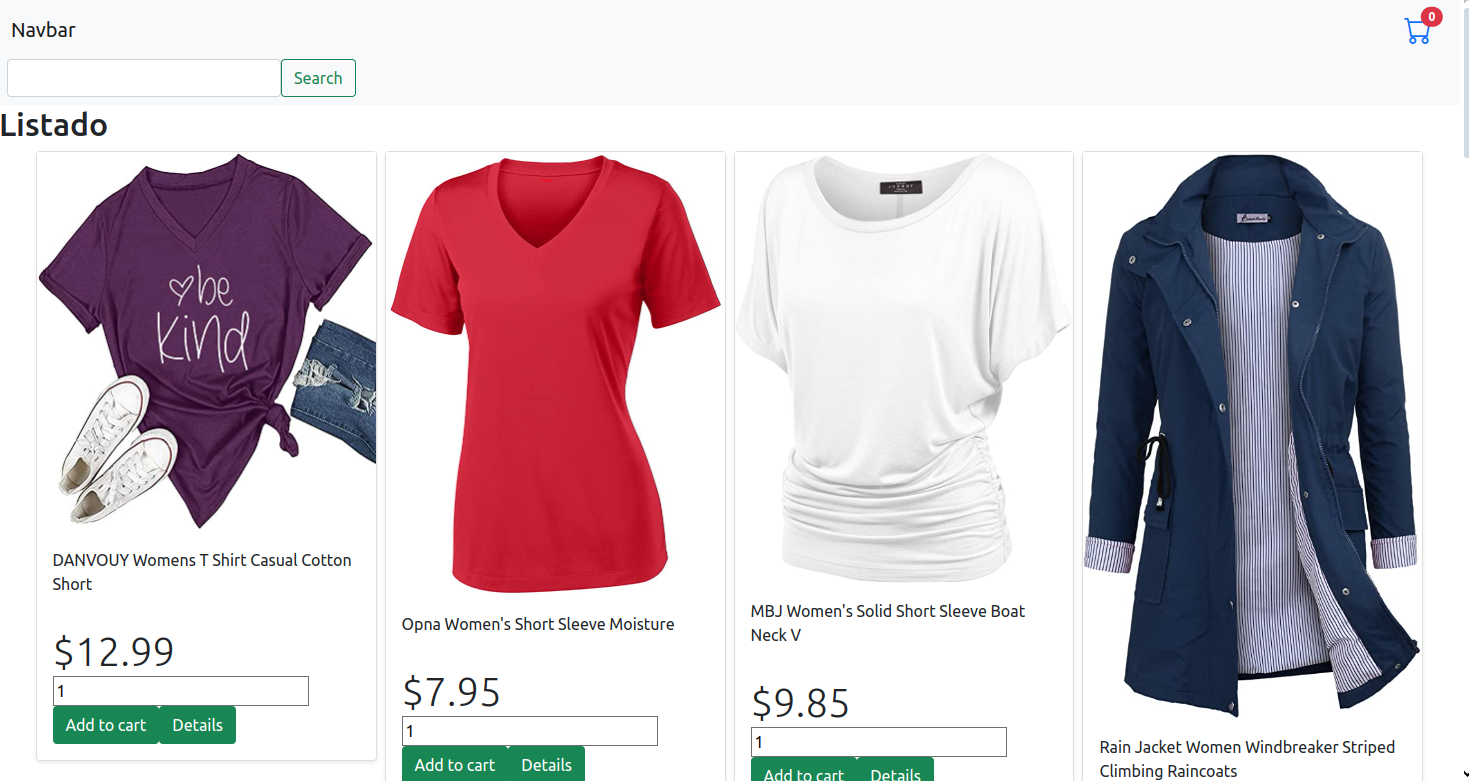 Navbar
0
Search
Listado
be
kind
DANVOUY Womens T Shirt Casual Cotton
Short
$12.99
1
Add to cart
Details
Opna Women's Short Sleeve Moisture
$7.95
1
Add to cart
Details
MBJ Women's Solid Short Sleeve Boat
Neck V
$9.85
1
Add to cart
Details
Rain Jacket Women Windbreaker Striped
Climbing Raincoats